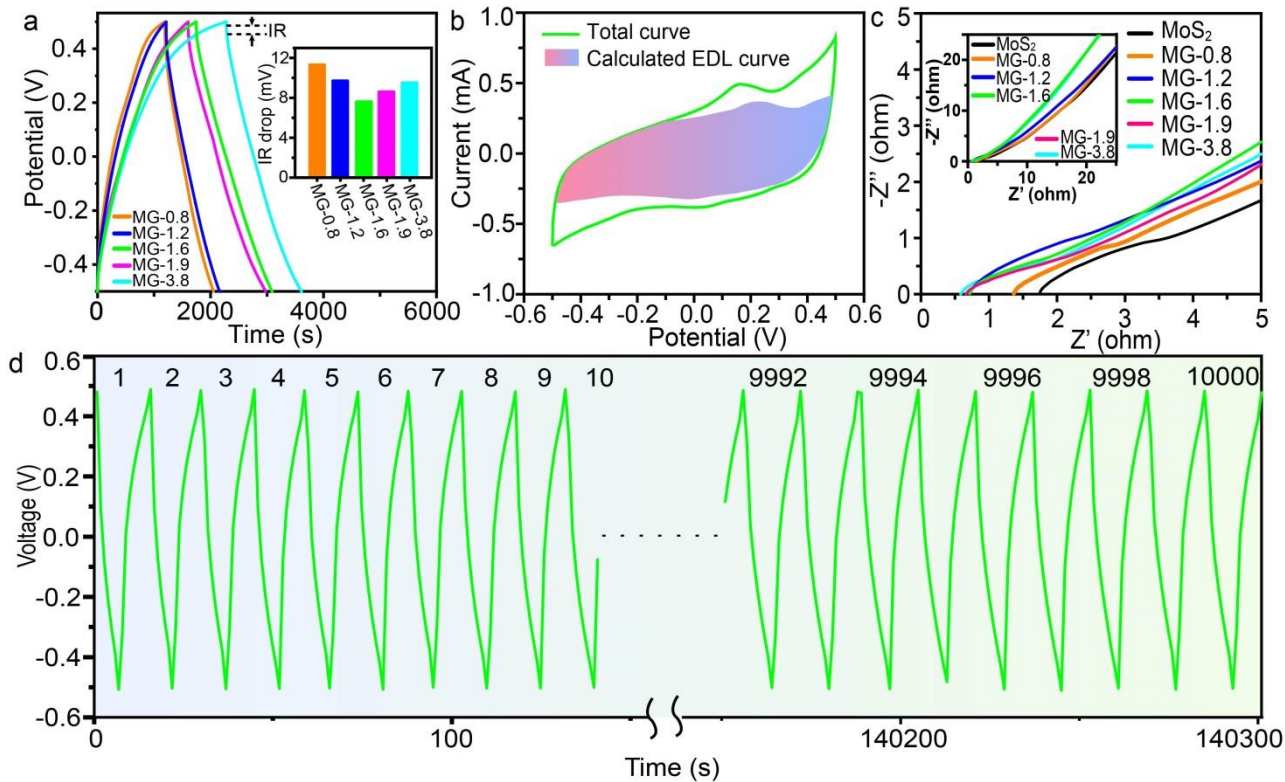 a
IR
Potential (V)
0.4
0.2
0.0
-0.2
-0.4
0
2000
4000
6000
Time (s)
MG-0.8
MG-1.2
MG-1.6
MG-1.9
MG-3.8
IR drop (mV)
12
8
4
0
MG-0.8
MG-1.2
MG-1.6
MG-1.9
MG-3.8
b
Total curve
Calculated EDL curve
Current (mA)
1.0
0.5
0.0
-0.5
-1.0
-0.6
-0.4
-0.2
0.0
0.2
0.4
0.6
Potential (V)
c
-Z'' (ohm)
-5
-4
-3
2
1
0
0
1
2
3
4
5
Z' (ohm)
MoS₂
MG-0.8
MG-1.2
MG-1.6
MG-1.9
MG-3.8
-Z'' (ohm)
20
10
0
0
10
20
Z' (ohm)
MoS₂
MG-0.8
MG-1.2
MG-1.6
MG-1.9
MG-3.8
d
Voltage (V)
0.6
0.4
0.2
0.0
-0.2
-0.4
-0.6
1 2 3 4 5 6 7 8 9 10 9992 9994 9996 9998 10000
0 100 140200 140300
Time (s)